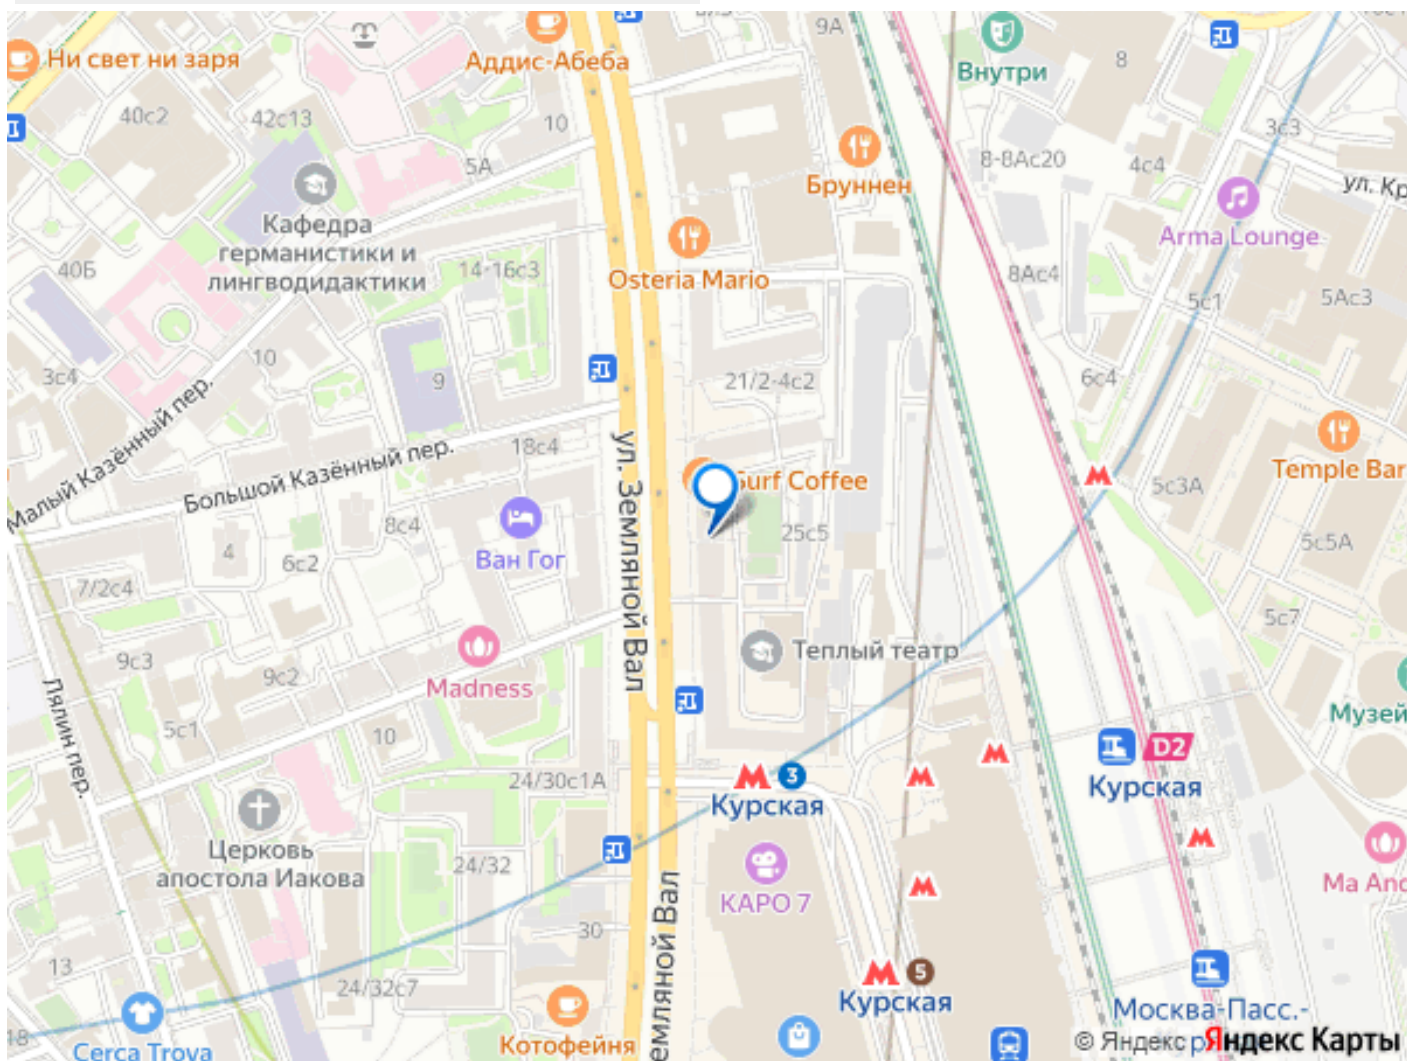 9А
Ни свет ни заря
Аддис-Абеба
Внутри
8
40с2
42с13
10
5А
3с3
8-8Ас20
4с4
Бруннен
ул. Кр
Кафедра
германистики и
лингводидактики
40Б
14-16с3
Osteria Mario
Arma Lounge
8Ас4
5с1
5Ас3
10
3с4
9
21/2-4с2
6с4
Малый Казённый пер.
Большой Казённый пер.
18с4
ул. Земляной Вал
Surf Coffee
Temple Bar
5с3А
8с4
4
6с2
Ван Гог
25с5
5с5А
7/2с4
5с7
9с3
9с2
Madness
Теплый театр
Лялин пер.
5с1
10
Музей
24/30с1А
3
Курская
D2
Курская
Церковь
апостола Иакова
24/32
КАРО 7
Ma And
30
емляной Вал
13
24/32с7
5
Курская
18
Cerca Trova
Котофейня
Москва-Пасс.-
© Яндекс
Яндекс Карты